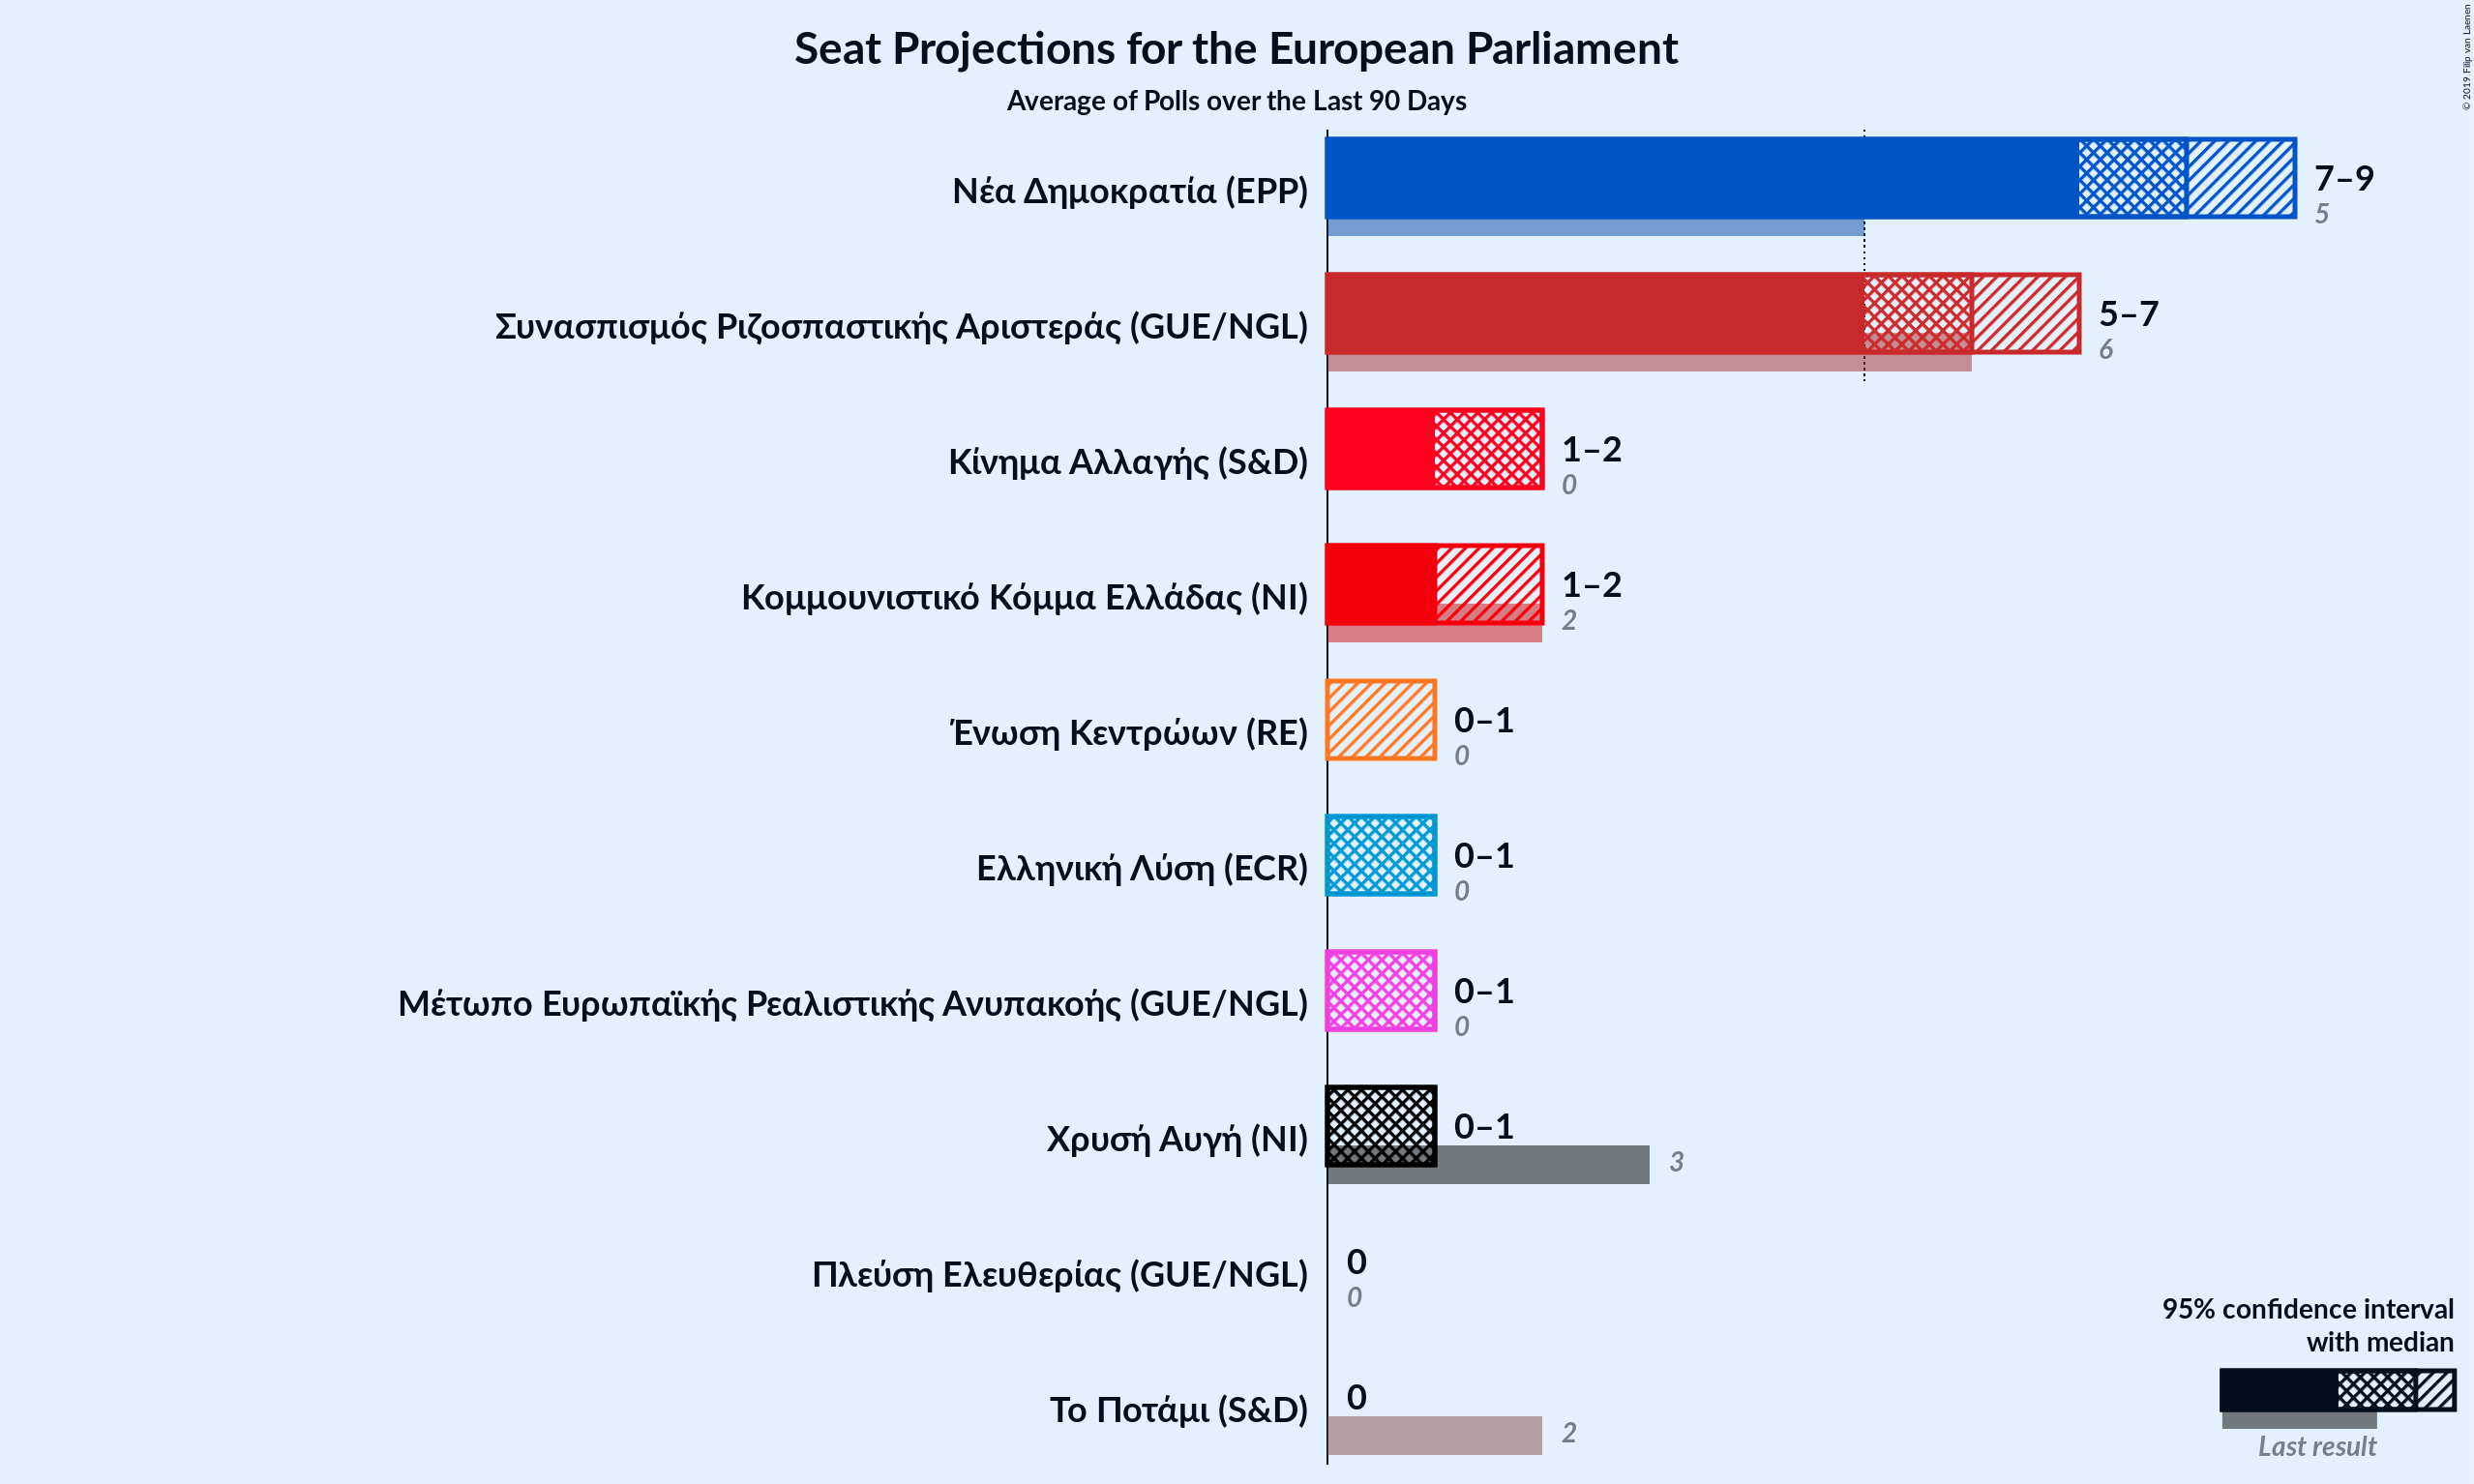 Seat Projections for the European Parliament
Average of Polls over the Last 90 Days
© 2019 Filip van Laenen
Νέα Δημοκρατία (EPP)
7–9
5
Συνασπισμός Ριζοσπαστικής Αριστεράς (GUE/NGL)
5–7
6
Κίνημα Αλλαγής (S&D)
1–2
0
Κομμουνιστικό Κόμμα Ελλάδας (NI)
1–2
2
Ένωση Κεντρώων (RE)
0–1
0
Ελληνική Λύση (ECR)
0–1
0
Μέτωπο Ευρωπαϊκής Ρεαλιστικής Ανυπακοής (GUE/NGL)
0–1
0
Χρυσή Αυγή (NI)
0–1
3
Πλεύση Ελευθερίας (GUE/NGL)
0
0
Το Ποτάμι (S&D)
0
2
95% confidence interval
with median
Last result